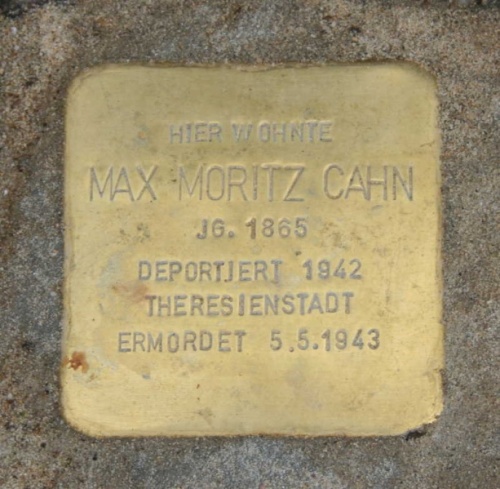 HIER WOHNTE
MAX MORITZ CAHN
JG. 1865
DEPORTIERT 1942
THERESIENSTADT
ERMORDET 5.5.1943